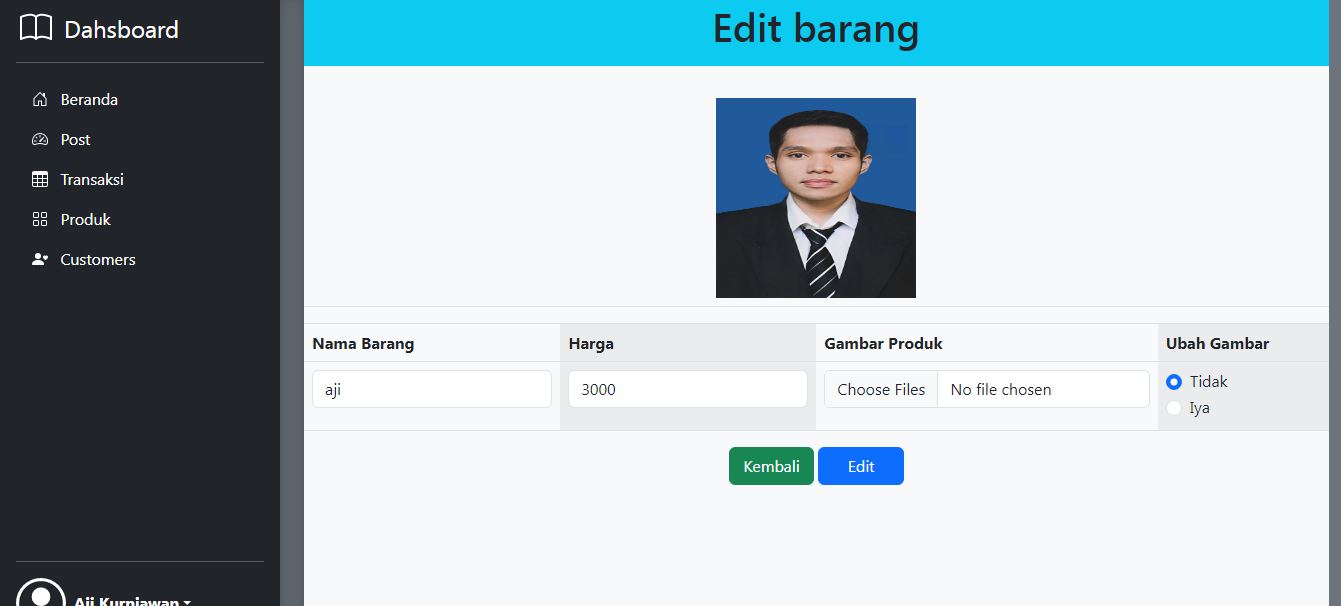 Dahsboard
Beranda
Post
Transaksi
Produk
Customers
Aji Kurniawan
Edit barang
Nama Barang Harga Gambar Produk Ubah Gambar
aji 3000 Choose Files No file chosen Tidak
Iya
Kembali Edit